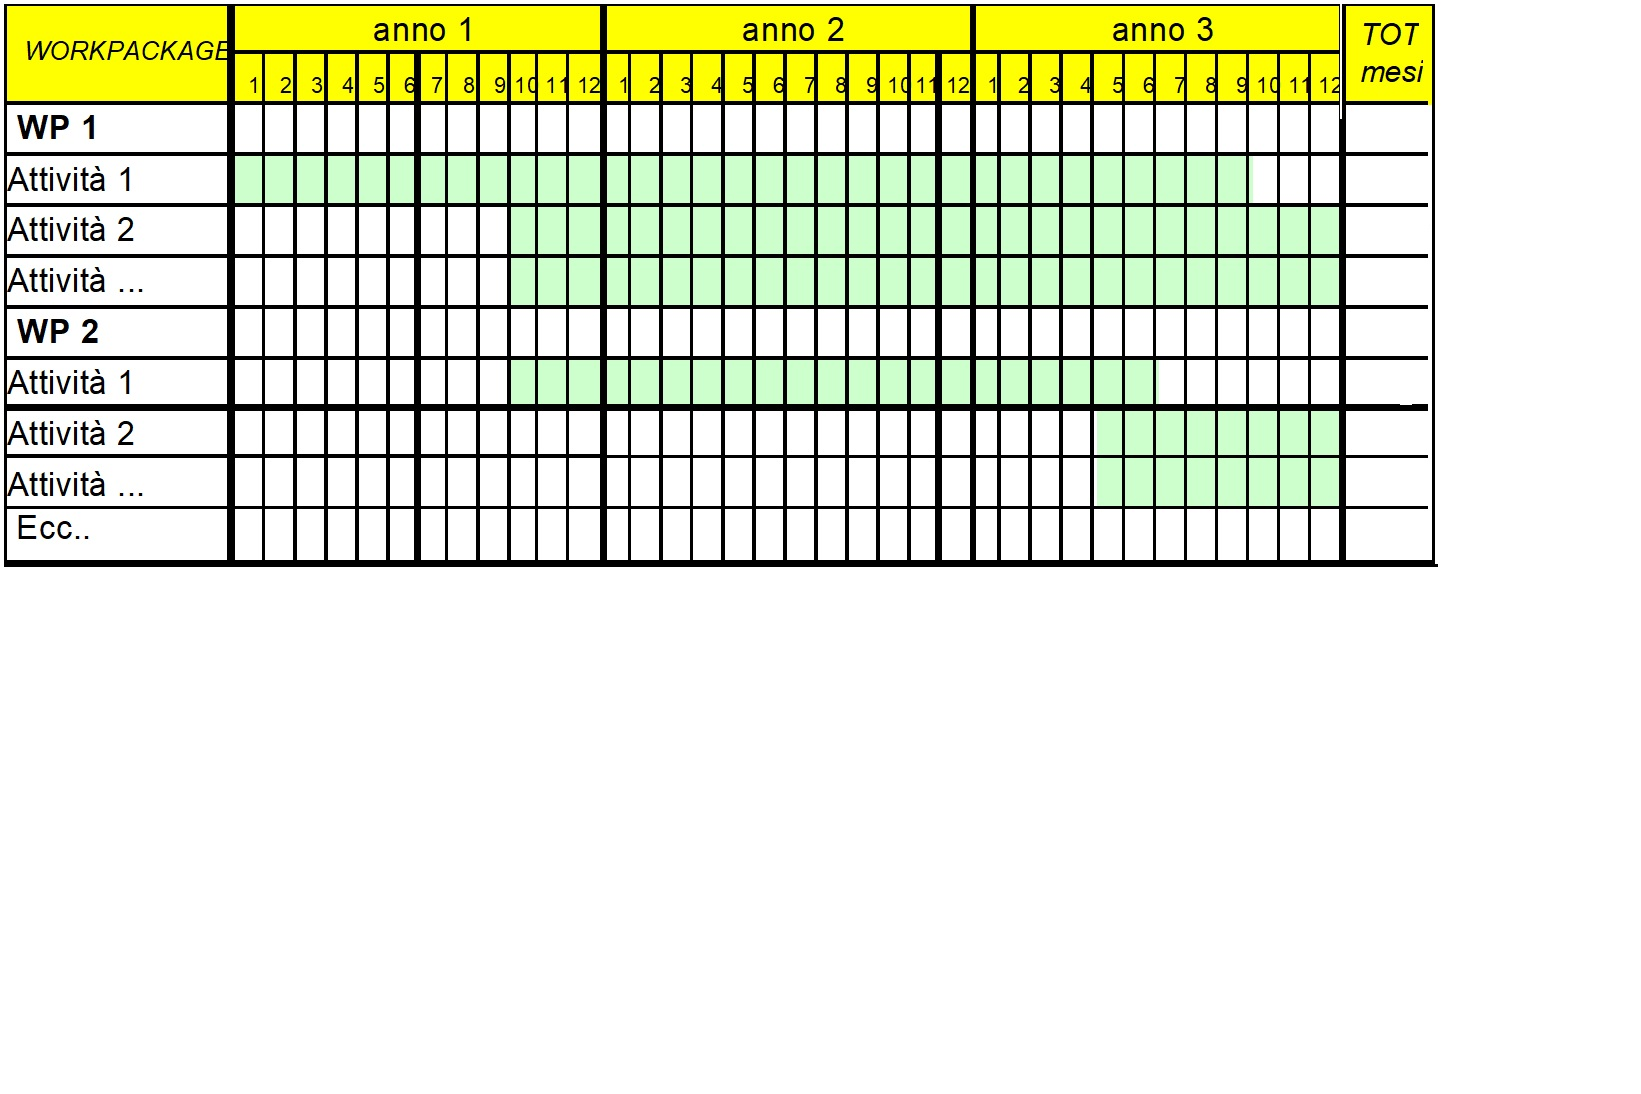 WORKPACKAGE anno 1 anno 2 anno 3 TOT
mesi
1 2 3 4 5 6 7 8 9 10 11 12 1 2 3 4 5 6 7 8 9 10 11 12 1 2 3 4 5 6 7 8 9 10 11 12
WP 1
Attività 1
Attività 2
Attività ...
WP 2
Attività 1
Attività 2
Attività ...
Ecc..